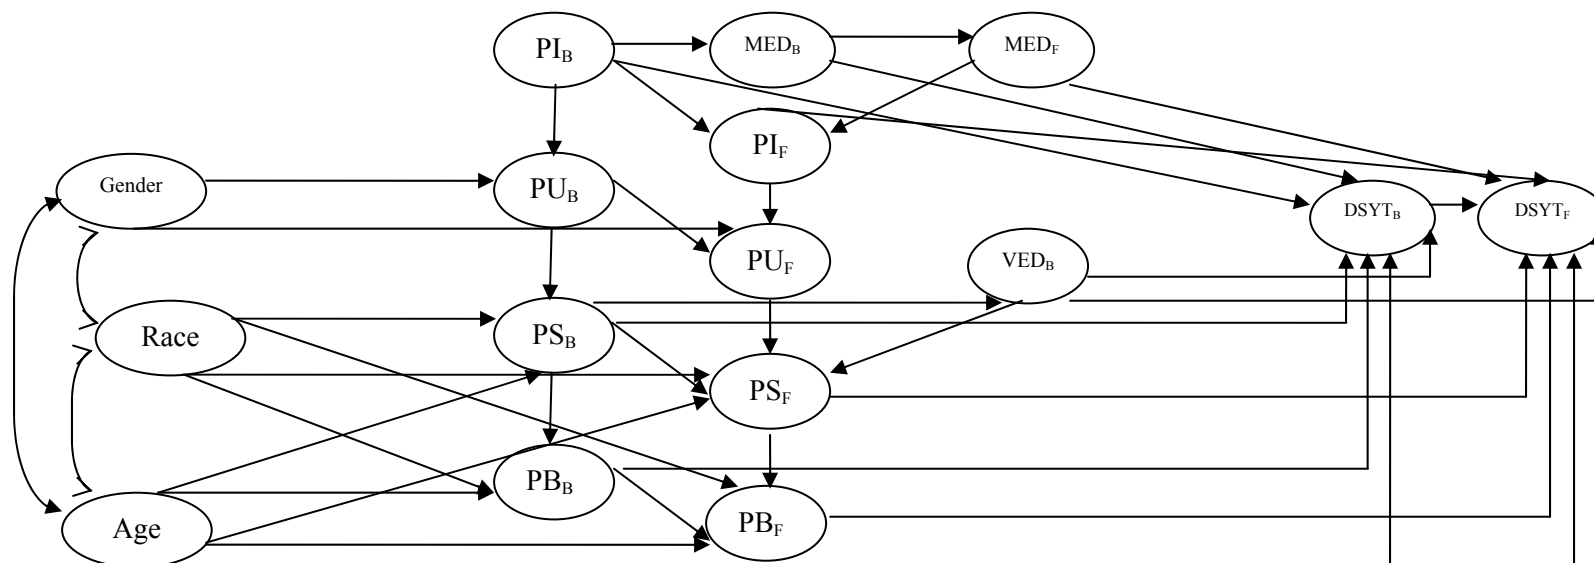 PI_B
MED_B
MED_F
PI_F
Gender
PU_B
DSYT_B
DSYT_F
PU_F
VED_B
Race
PS_B
PS_F
PB_B
Age
PB_F